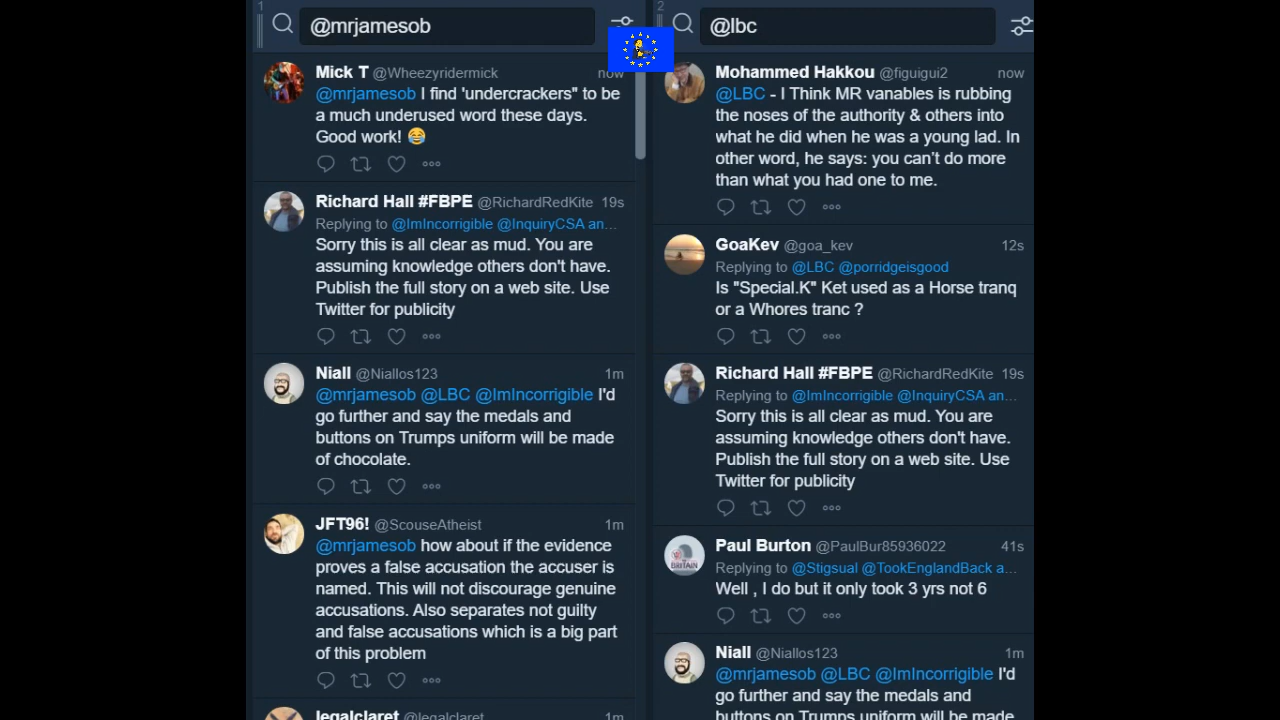 1
@mrjamesob
Mick T @Wheezyridermick now
@mrjamesob I find 'undercrackers" to be
a much underused word these days.
Good work! 😂
Richard Hall #FBPE @RichardRedKite 19s
Replying to @ImIncorrigible @InquiryCSA an...
Sorry this is all clear as mud. You are
assuming knowledge others don't have.
Publish the full story on a web site. Use
Twitter for publicity
Niall @Niallos123 1m
@mrjamesob @LBC @ImIncorrigible I'd
go further and say the medals and
buttons on Trumps uniform will be made
of chocolate.
JFT96! @ScouseAtheist 1m
@mrjamesob how about if the evidence
proves a false accusation the accuser is
named. This will not discourage genuine
accusations. Also separates not guilty
and false accusations which is a big part
of this problem
legalclaret @legalclaret 1m
2
@lbc
Mohammed Hakkou @figuigui2 now
@LBC - I Think MR vanables is rubbing
the noses of the authority & others into
what he did when he was a young lad. In
other word, he says: you can't do more
than what you had one to me.
GoaKev @goa_kev 12s
Replying to @LBC @porridgeisgood
Is "Special.K" Ket used as a Horse tranq
or a Whores tranc ?
Richard Hall #FBPE @RichardRedKite 19s
Replying to @ImIncorrigible @InquiryCSA an...
Sorry this is all clear as mud. You are
assuming knowledge others don't have.
Publish the full story on a web site. Use
Twitter for publicity
Paul Burton @PaulBur85936022 41s
Replying to @Stigsual @TookEnglandBack a...
Well , I do but it only took 3 yrs not 6
Niall @Niallos123 1m
@mrjamesob @LBC @ImIncorrigible I'd
go further and say the medals and
buttons on Trumps uniform will be made